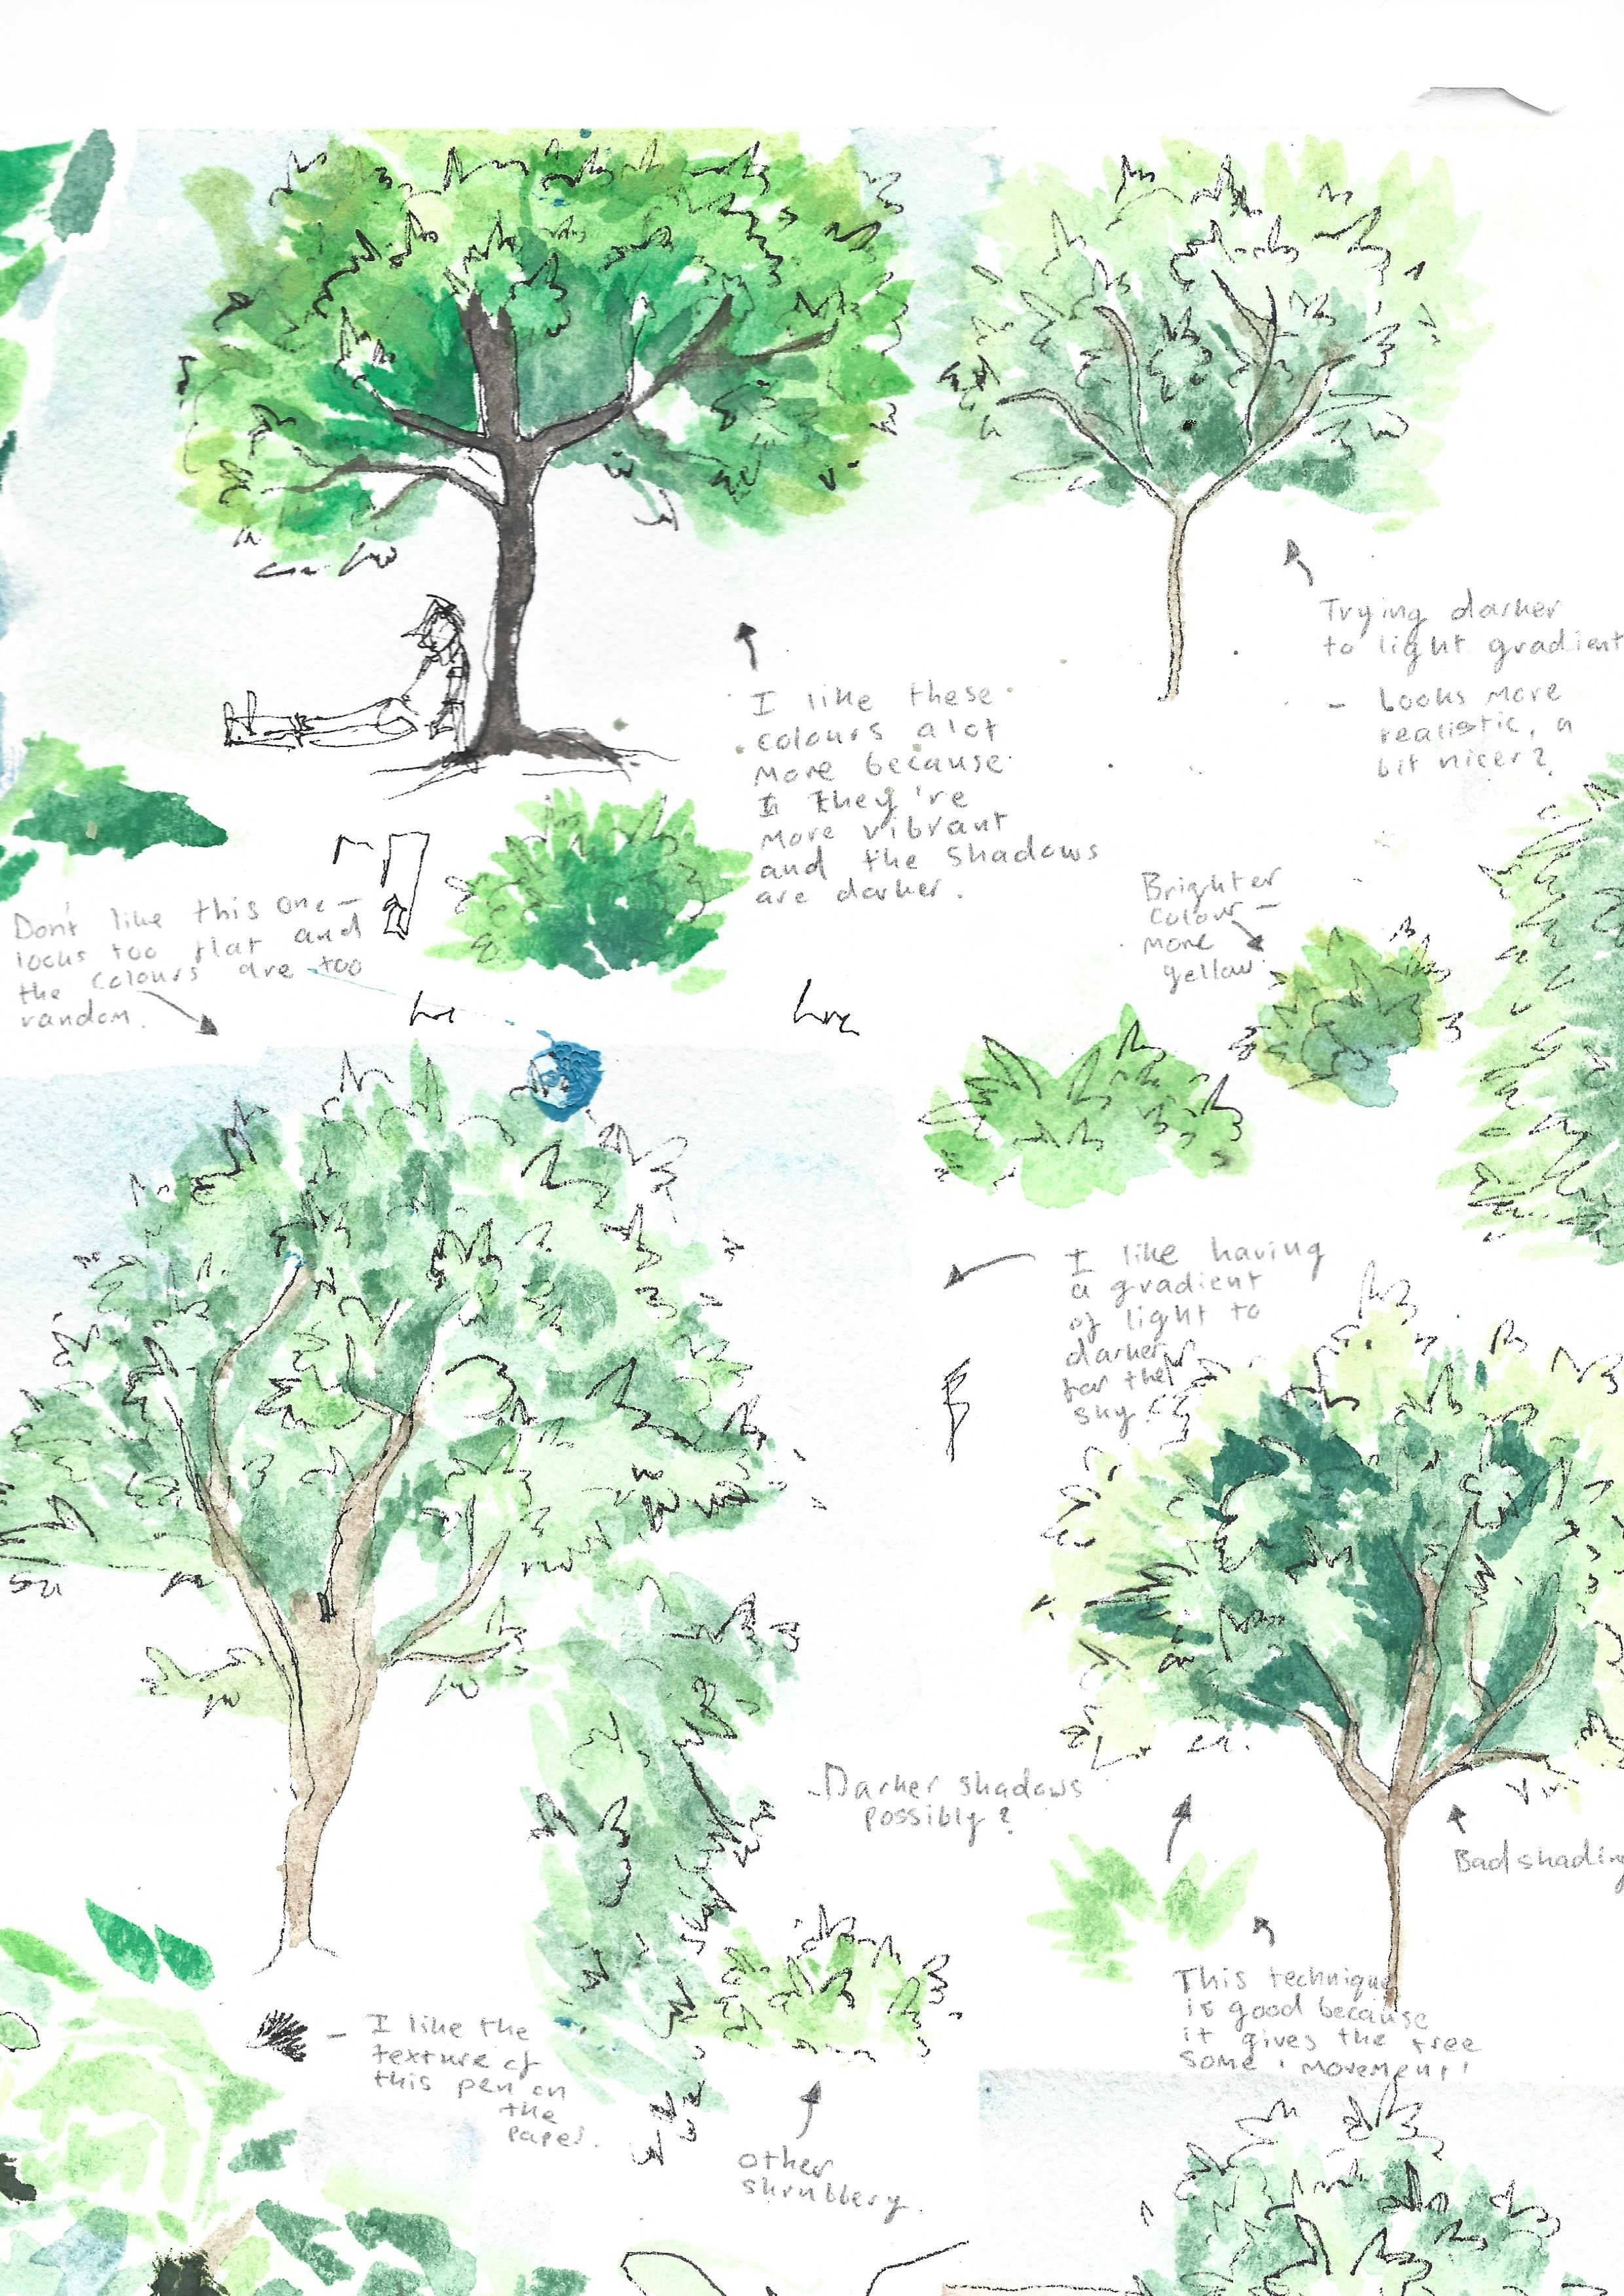 Trying darker
to light gradient
- Looks more
realistic, a
bit nicer?
I like these
colours alot
more because
they're
more vibrant
and the shadows
are darker.
Brighter
colour -
more
yellow
Don't like this one -
looks too flat and
the colours are too
random.
I like having
a gradient
of light to
darker
for the
sky.
- Darker shadows
possibly?
Bad shading
This technique
is good because
it gives the tree
some 'movement'
- I like the
texture of
this pen on
the
paper.
other
shrubbery.